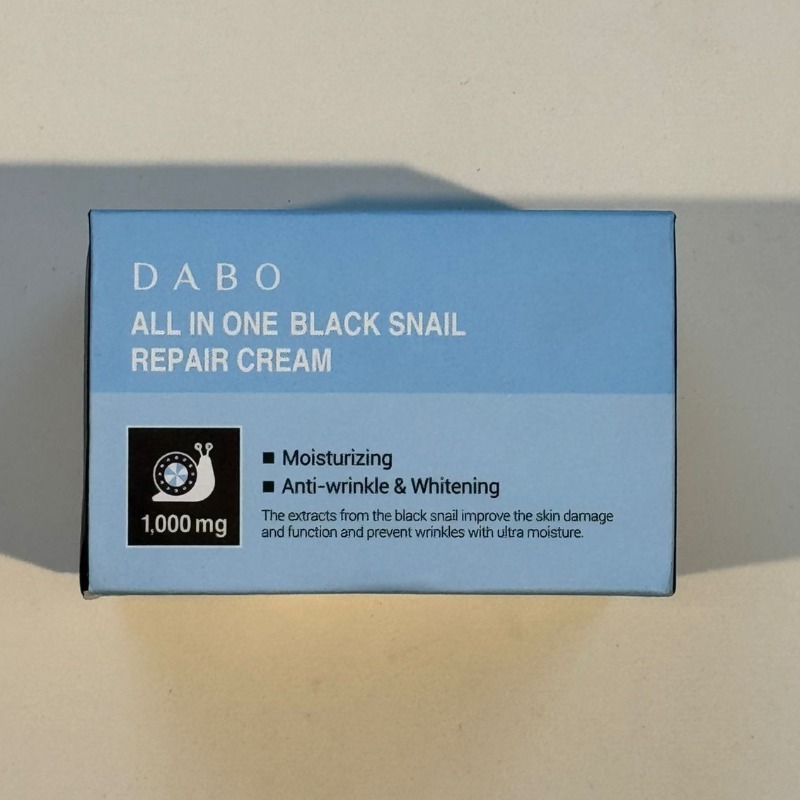 DABO
ALL IN ONE BLACK SNAIL
REPAIR CREAM
1,000 mg
■ Moisturizing
■ Anti-wrinkle & Whitening
The extracts from the black snail improve the skin damage
and function and prevent wrinkles with ultra moisture.